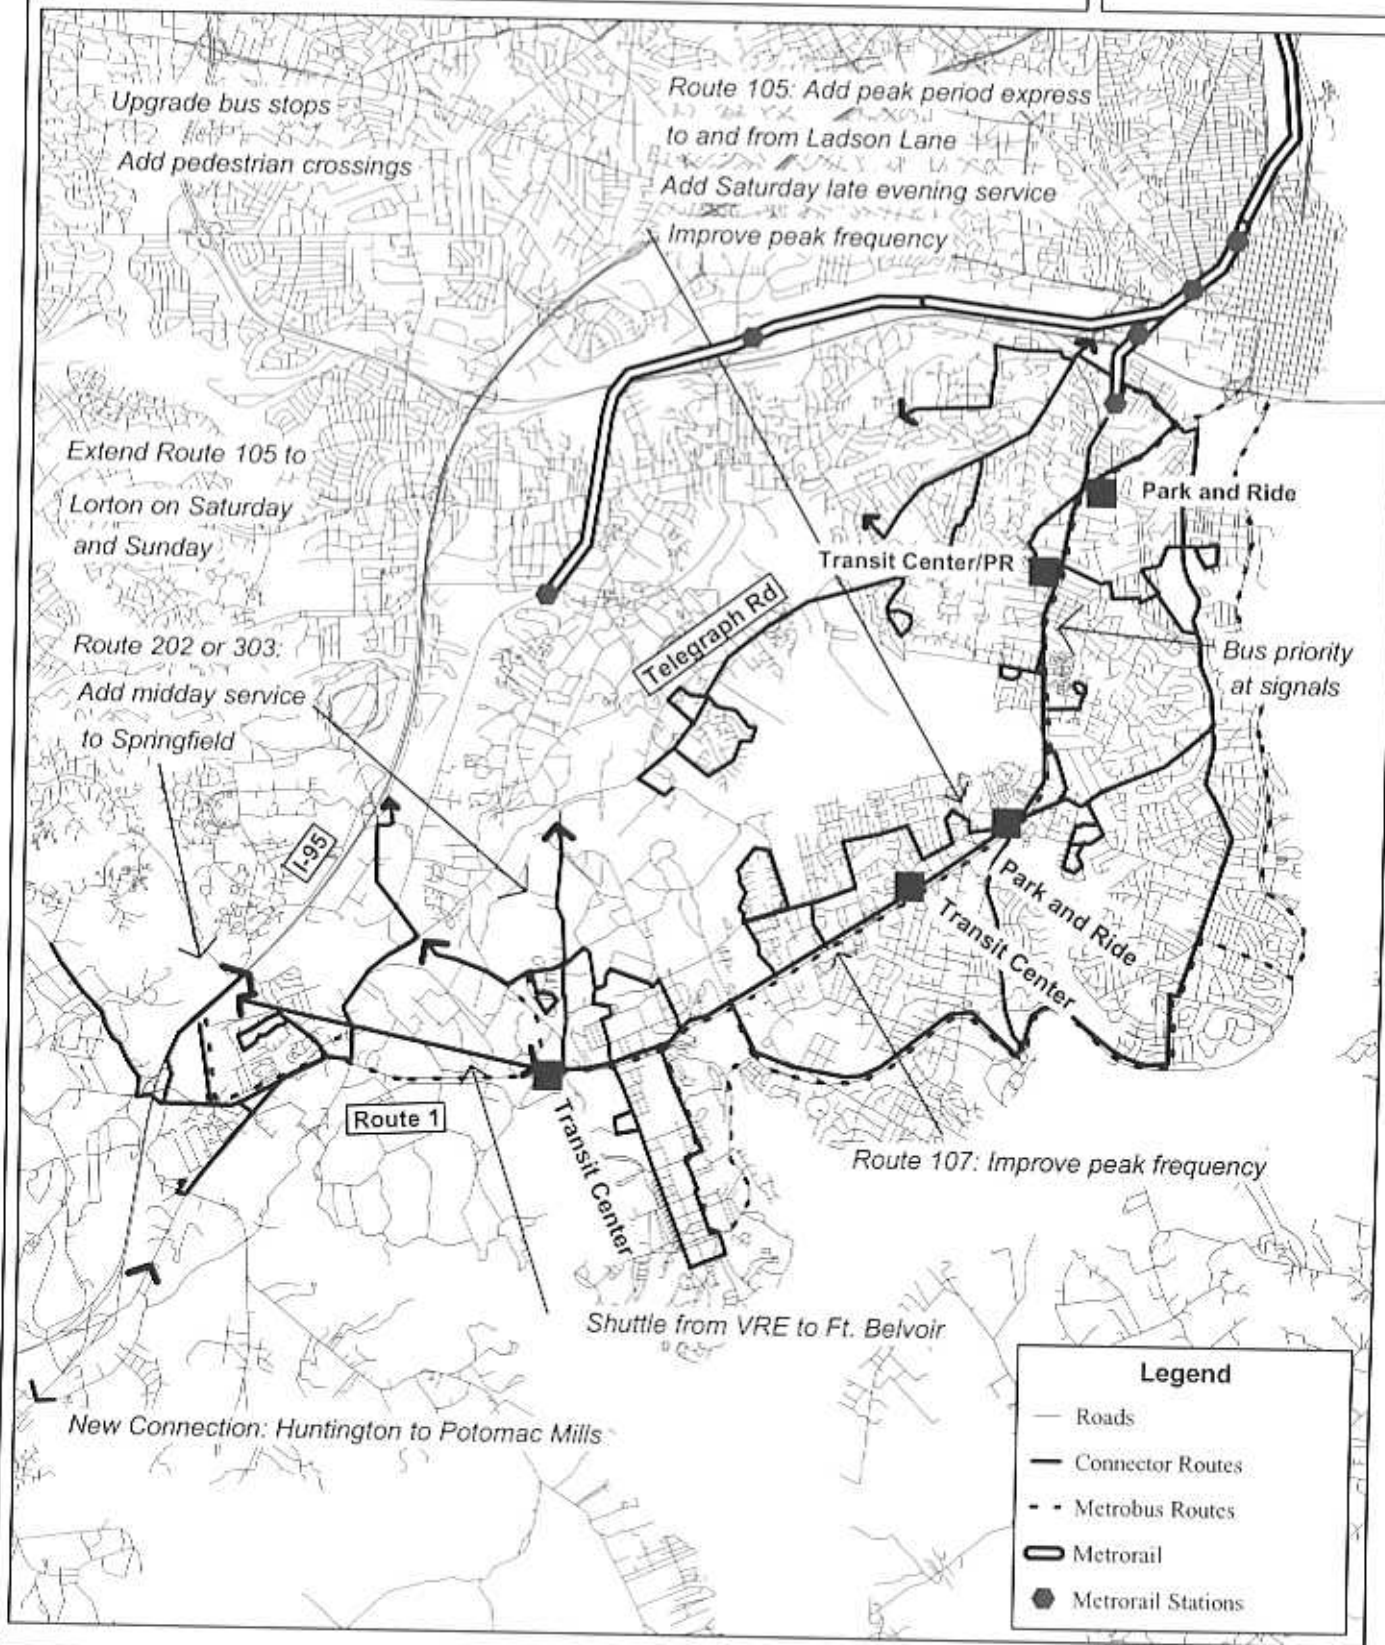 Upgrade bus stops
Add pedestrian crossings
Route 105: Add peak period express
to and from Ladson Lane
Add Saturday late evening service
Improve peak frequency
Extend Route 105 to
Lorton on Saturday
and Sunday
Park and Ride
Transit Center/PR
Telegraph Rd
Bus priority
at signals
Route 202 or 303:
Add midday service
to Springfield
I-95
Park and Ride
Transit Center
Route 1
Transit Center
Route 107: Improve peak frequency
Shuttle from VRE to Ft. Belvoir
New Connection: Huntington to Potomac Mills
Legend
Roads
Connector Routes
Metrobus Routes
Metrorail
Metrorail Stations